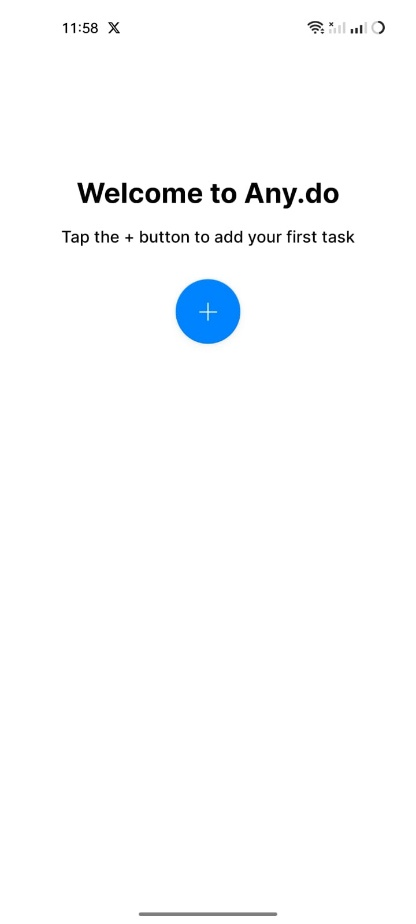 11:58
Welcome to Any.do
Tap the + button to add your first task
+